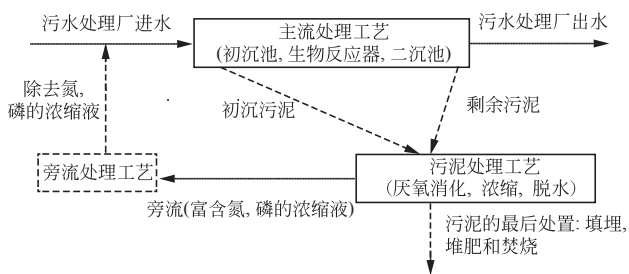 污水处理厂进水
主流处理工艺
(初沉池, 生物反应器, 二沉池)
污水处理厂出水
除去氮,
磷的浓缩液
初沉污泥
剩余污泥
旁流处理工艺
污泥处理工艺
(厌氧消化, 浓缩, 脱水)
旁流(富含氮, 磷的浓缩液)
污泥的最后处置: 填埋,
堆肥和焚烧